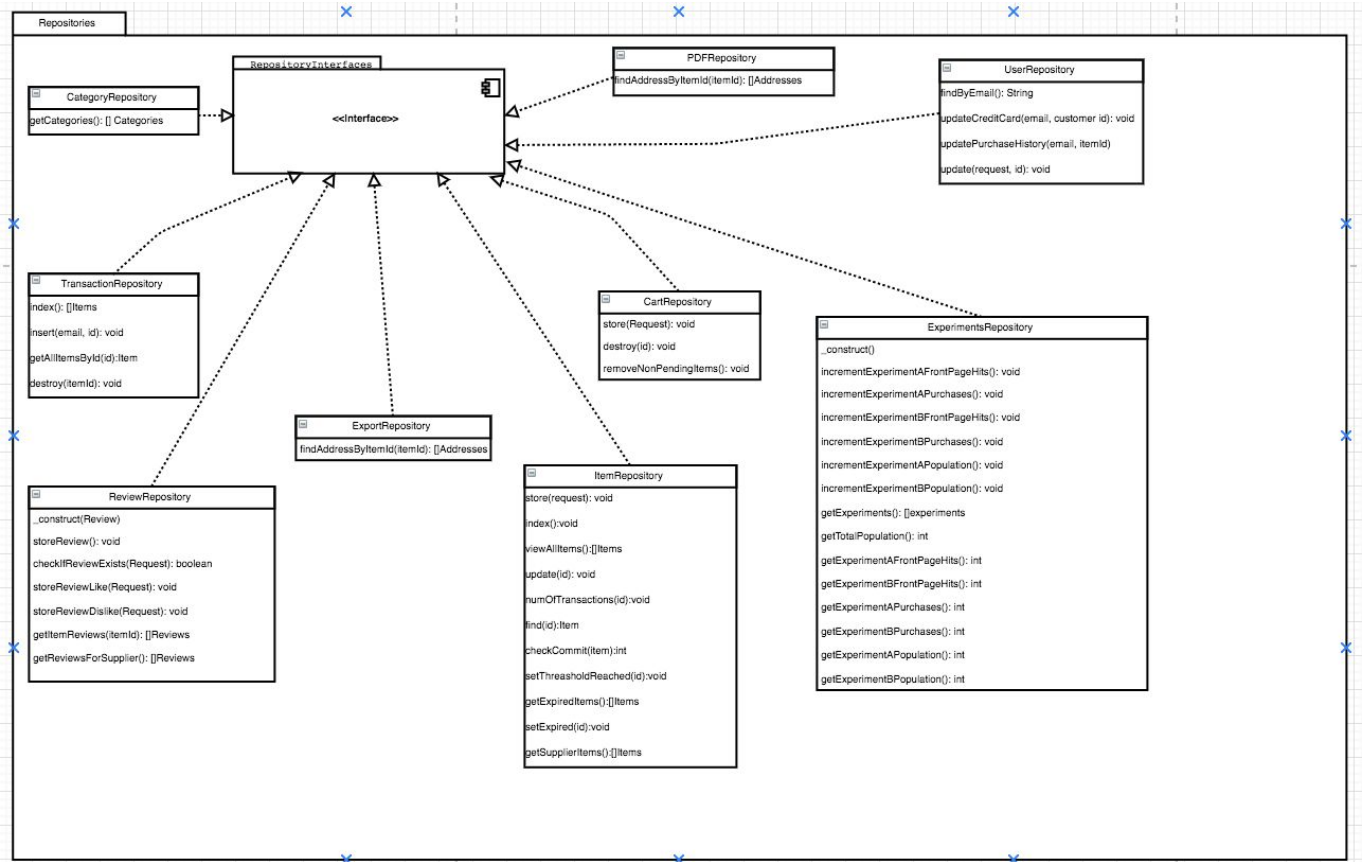 Repositories
RepositoryInterfaces
<<Interface>>
CategoryRepository
getCategories(): [] Categories
PDFRepository
findAddressByItemId(itemId): []Addresses
UserRepository
findByEmail(): String
updateCreditCard(email, customer id): void
updatePurchaseHistory(email, itemId)
update(request, id): void
TransactionRepository
index(): []Items
insert(email, id): void
getAllItemsById(id):Item
destroy(itemId): void
CartRepository
store(Request): void
destroy(id): void
removeNonPendingItems(): void
ExperimentsRepository
_construct()
incrementExperimentAFrontPageHits(): void
incrementExperimentAPurchases(): void
incrementExperimentBFrontPageHits(): void
incrementExperimentBPurchases(): void
incrementExperimentAPopulation(): void
incrementExperimentBPopulation(): void
getExperiments(): []experiments
getTotalPopulation(): int
getExperimentAFrontPageHits(): int
getExperimentBFrontPageHits(): int
getExperimentAPurchases(): int
getExperimentBPurchases(): int
getExperimentAPopulation(): int
getExperimentBPopulation(): int
ExportRepository
findAddressByItemId(itemId): []Addresses
ReviewRepository
_construct(Review)
storeReview(): void
checkIfReviewExists(Request): boolean
storeReviewLike(Request): void
storeReviewDislike(Request): void
getItemReviews(itemId): []Reviews
getReviewsForSupplier(): []Reviews
ItemRepository
store(request): void
index():void
viewAllItems():[]Items
update(id): void
numOfTransactions(id):void
find(id):Item
checkCommit(item):int
setThreasholdReached(id):void
getExpiredItems():[]Items
setExpired(id):void
getSupplierItems():[]Items